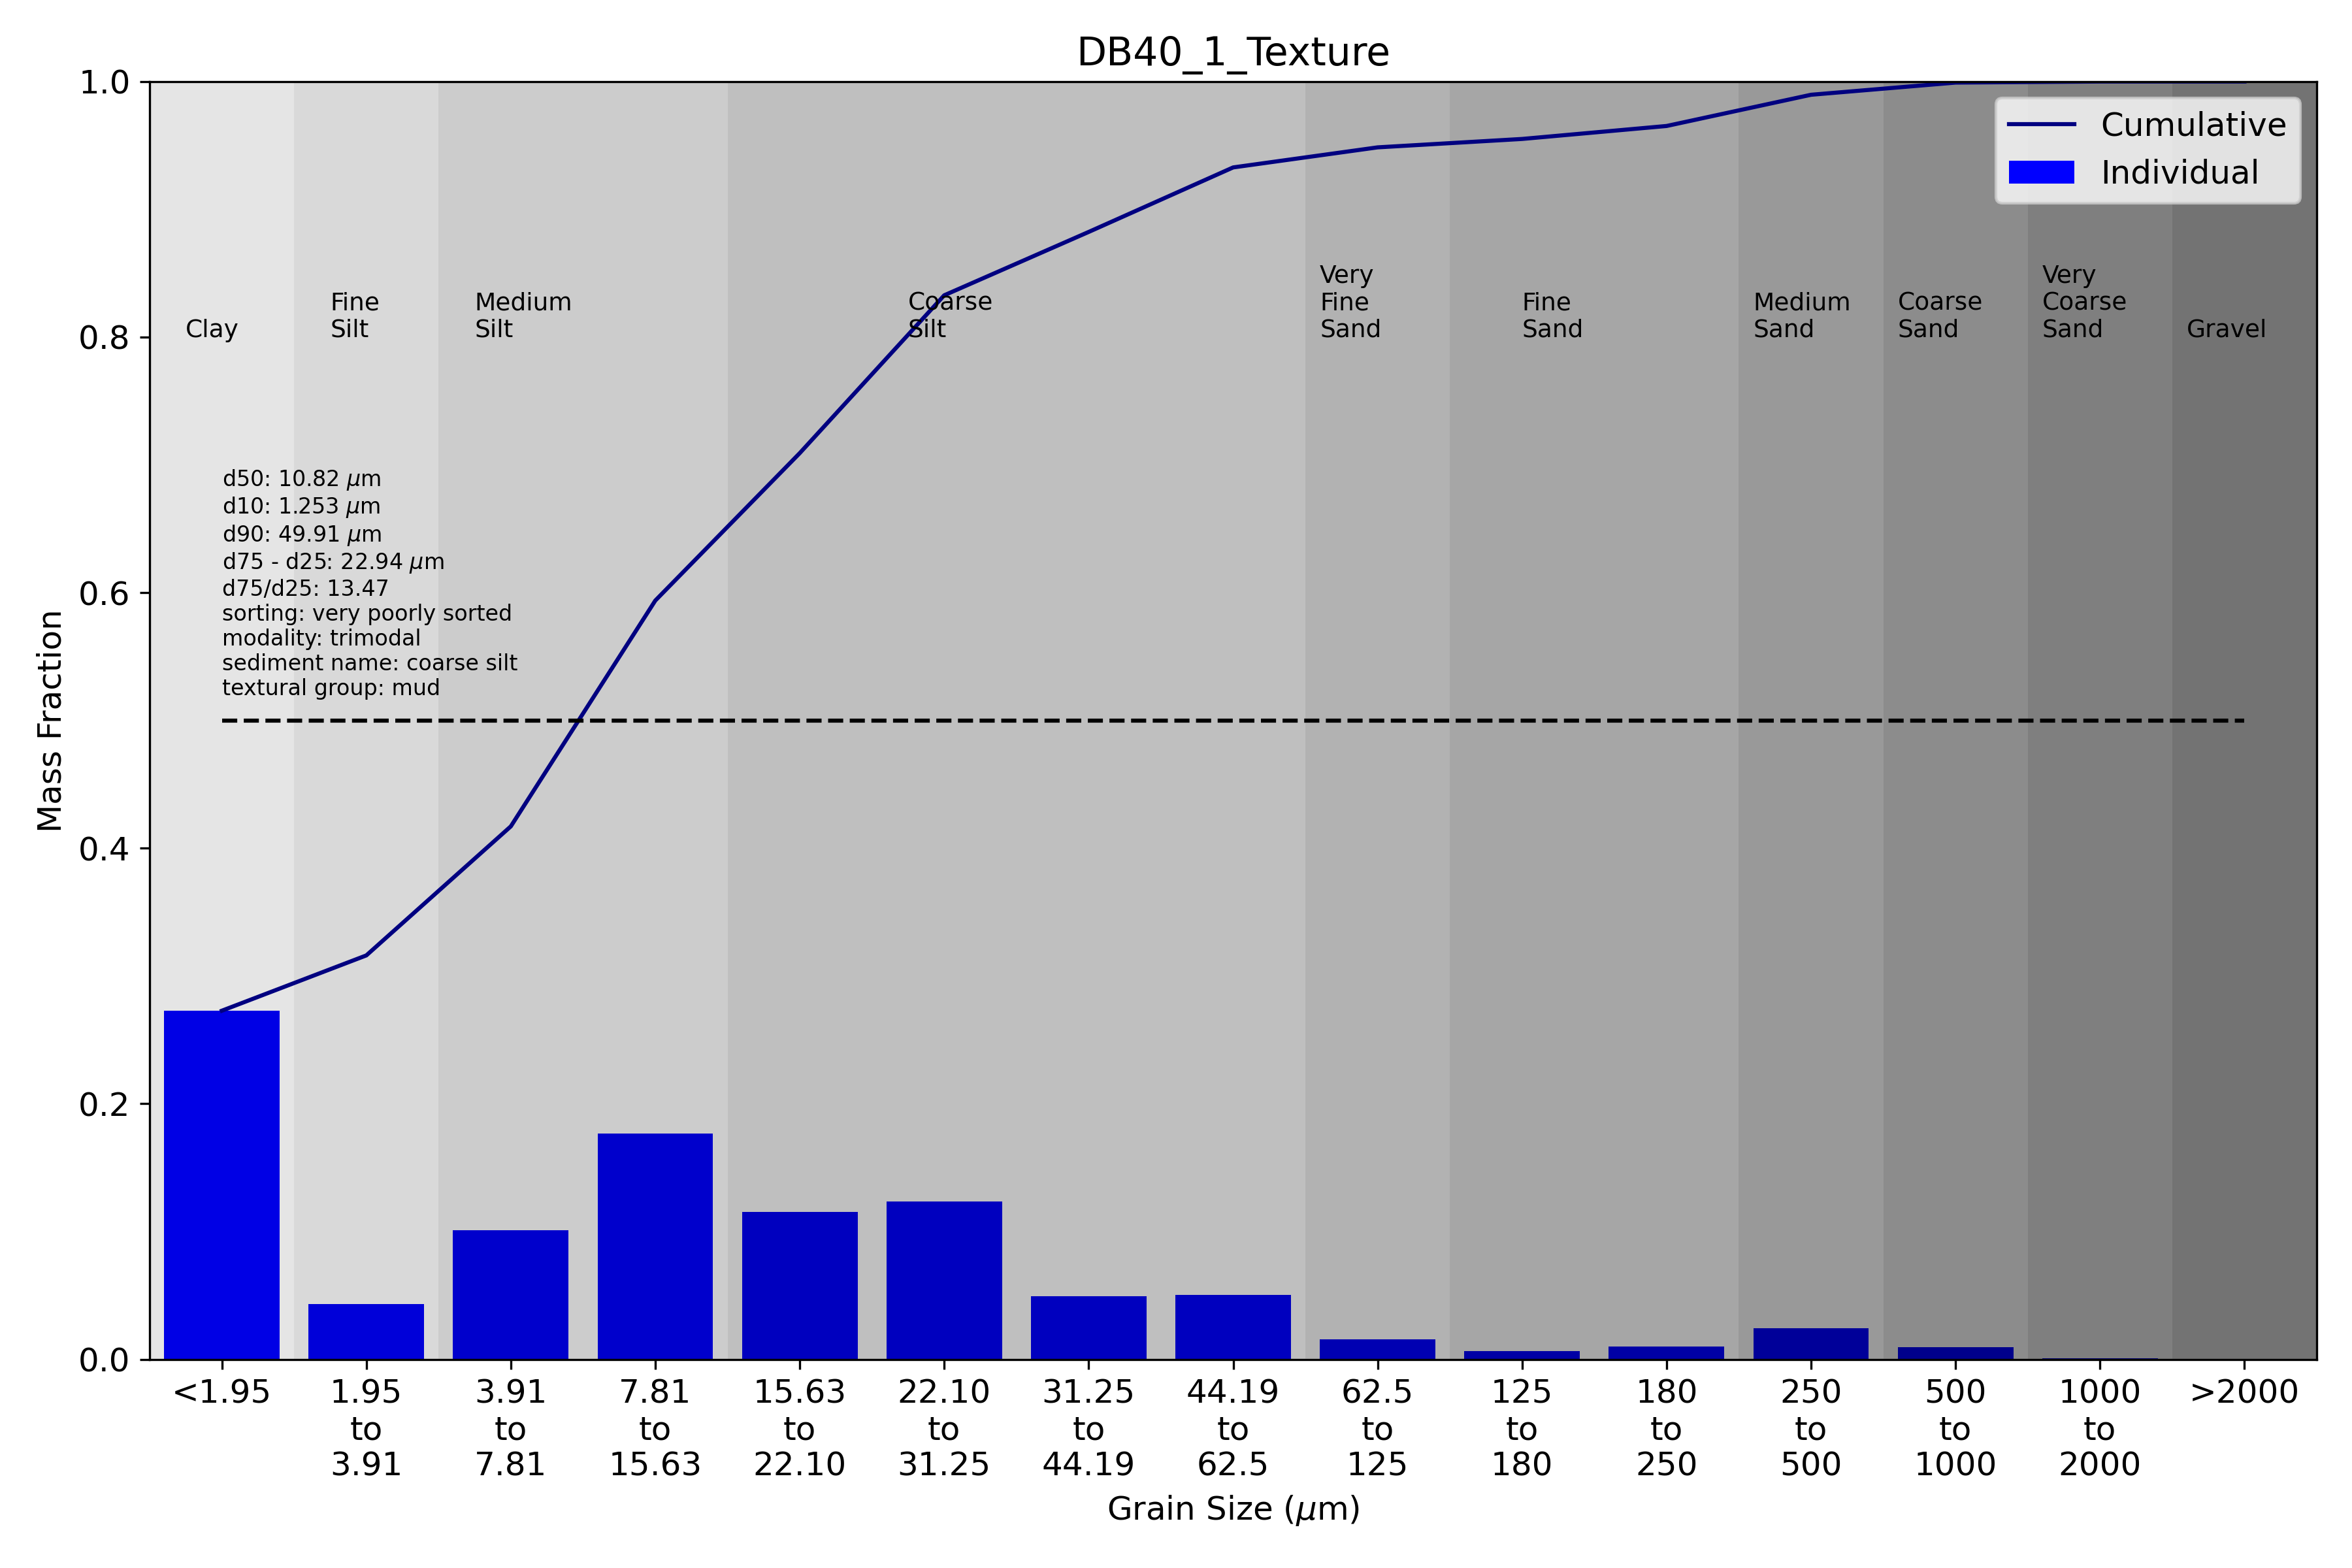 DB40_1_Texture
1.0
0.8
0.6
0.4
0.2
0.0
Mass Fraction
Cumulative
Individual
Clay
Fine
Silt
Medium
Silt
Coarse
Silt
Very
Fine
Sand
Fine
Sand
Medium
Sand
Coarse
Sand
Very
Coarse
Sand
Gravel
d50: 10.82 μm
d10: 1.253 μm
d90: 49.91 μm
d75 - d25: 22.94 μm
d75/d25: 13.47
sorting: very poorly sorted
modality: trimodal
sediment name: coarse silt
textural group: mud
<1.95
1.95
to
3.91
3.91
to
7.81
7.81
to
15.63
15.63
to
22.10
22.10
to
31.25
31.25
to
44.19
44.19
to
62.5
62.5
to
125
125
to
180
180
to
250
250
to
500
500
to
1000
1000
to
2000
>2000
Grain Size (μm)